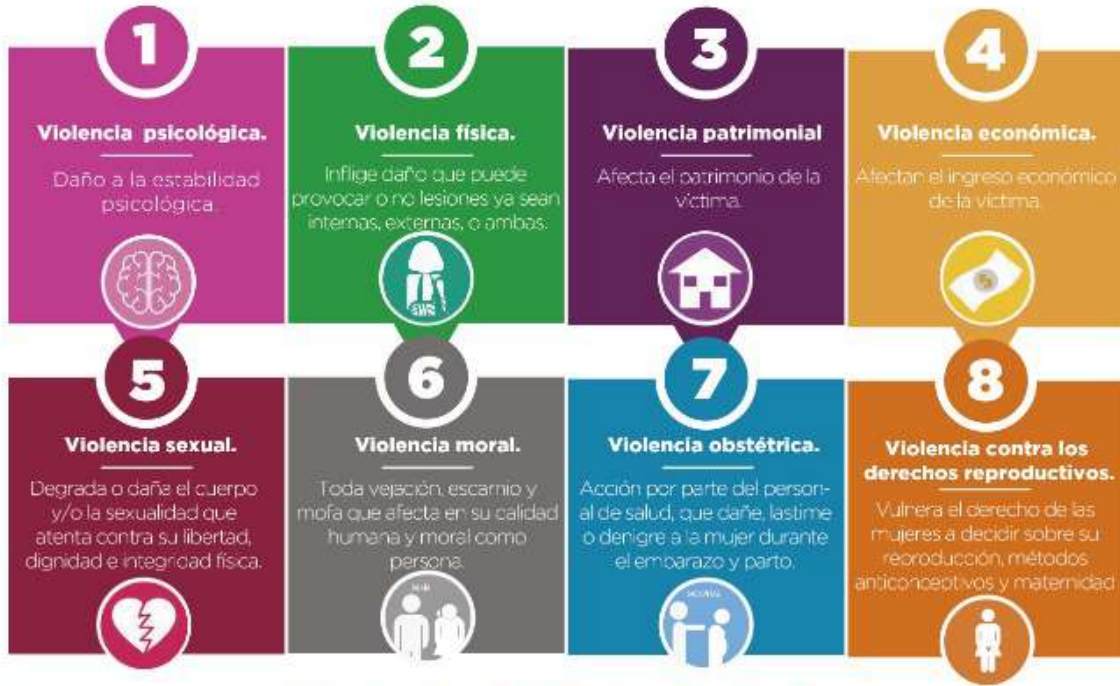 1
Violencia psicológica.
Daño a la estabilidad
psicológica.
2
Violencia física.
Inflige daño que puede
provocar o no lesiones ya sean
internas, externas, o ambas.
3
Violencia patrimonial
Afecta el patrimonio de la
víctima.
4
Violencia económica.
Afectan el ingreso económico
de la víctima.
5
Violencia sexual.
Degrada o daña el cuerpo
y/o la sexualidad que
atenta contra su libertad,
dignidad e integridad física.
6
Violencia moral.
Toda vejación, escarnio y
mofa que afecta en su calidad
humana y moral como
persona.
7
Violencia obstétrica.
Acción por parte del person-
al de salud, que dañe, lastime
o denigre a la mujer durante
el embarazo y parto.
HOSPITAL
8
Violencia contra los
derechos reproductivos.
Vulnera el derecho de las
mujeres a decidir sobre su
reproducción, métodos
anticonceptivos y maternidad